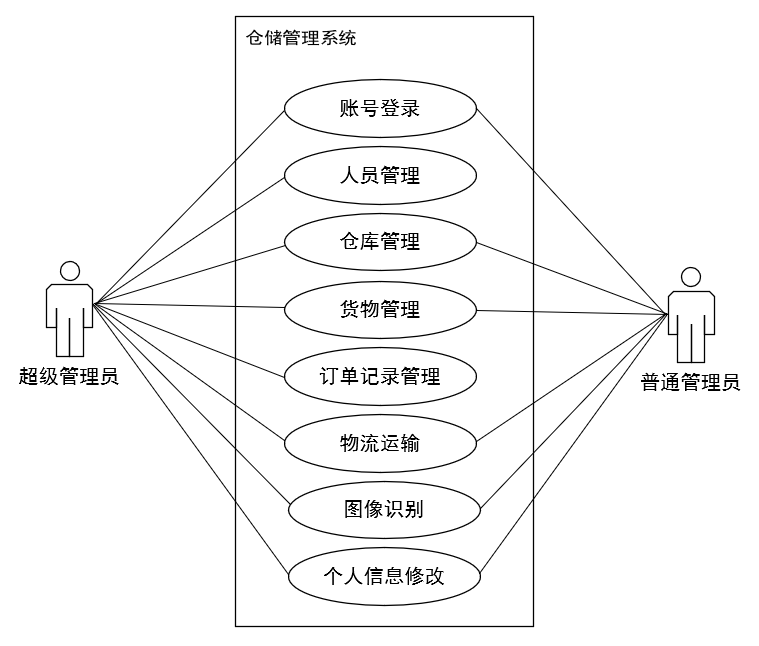 仓储管理系统
账号登录
人员管理
仓库管理
货物管理
订单记录管理
物流运输
图像识别
个人信息修改
超级管理员
普通管理员